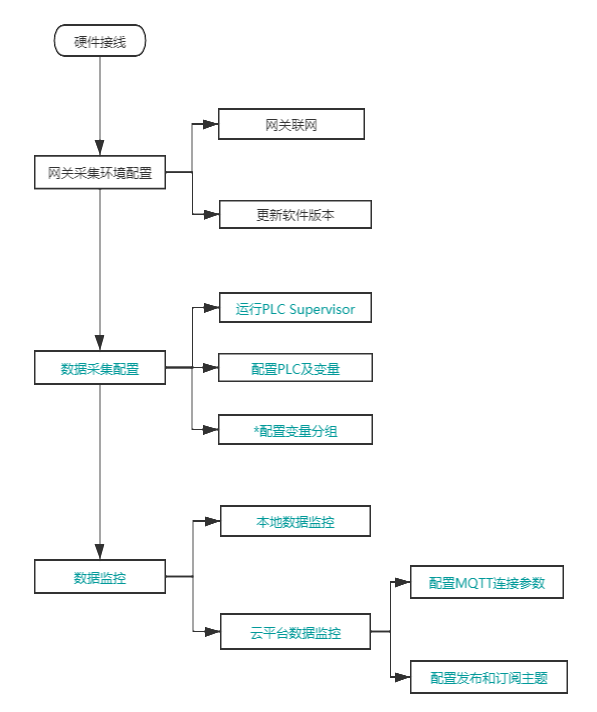 硬件接线
网关联网
网关采集环境配置
更新软件版本
运行PLC Supervisor
数据采集配置
配置PLC及变量
*配置变量分组
本地数据监控
数据监控
配置MQTT连接参数
云平台数据监控
配置发布和订阅主题